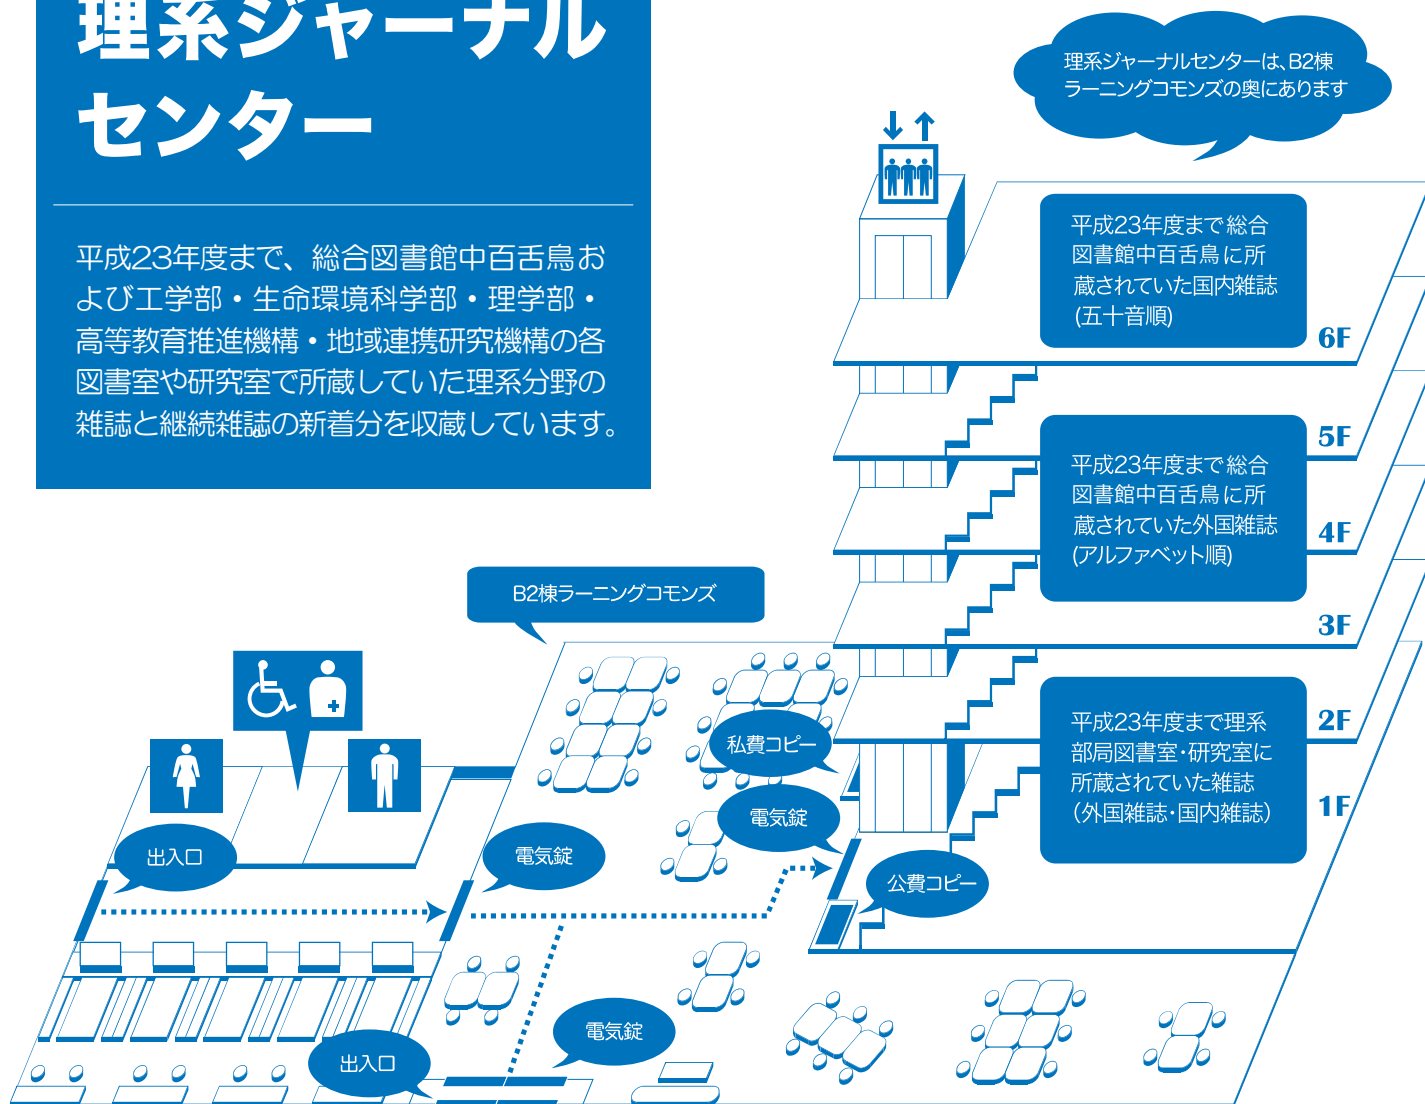 理系ジャーナル
センター
平成23年度まで、総合図書館中百舌鳥お
よび工学部・生命環境科学部・理学部・
高等教育推進機構・地域連携研究機構の各
図書室や研究室で所蔵していた理系分野の
雑誌と継続雑誌の新着分を収蔵しています。
理系ジャーナルセンターは、B2棟
ラーニングコモンズの奥にあります
平成23年度まで総合
図書館中百舌鳥に所
蔵されていた国内雑誌
(五十音順)
6F
5F
平成23年度まで総合
図書館中百舌鳥に所
蔵されていた外国雑誌
(アルファベット順)
4F
3F
B2棟ラーニングコモンズ
2F
平成23年度まで理系
部局図書室・研究室に
所蔵されていた雑誌
（外国雑誌・国内雑誌）
1F
私費コピー
電気錠
出入口
電気錠
公費コピー
電気錠
出入口